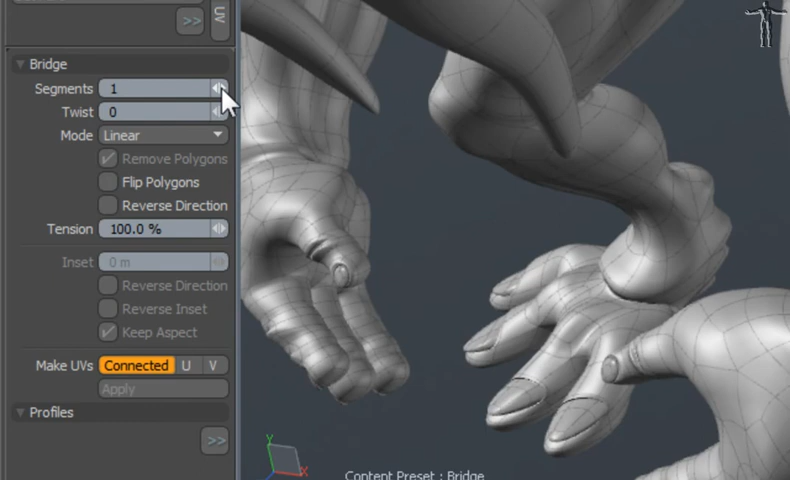 >>
UV
Bridge
Segments 1
Twist 0
Mode Linear
Remove Polygons
Flip Polygons
Reverse Direction
Tension 100.0 %
Inset 0 m
Reverse Direction
Reverse Inset
Keep Aspect
Make UVs Connected U V
Apply
Profiles
>>
Y
X
Content Preset : Bridge